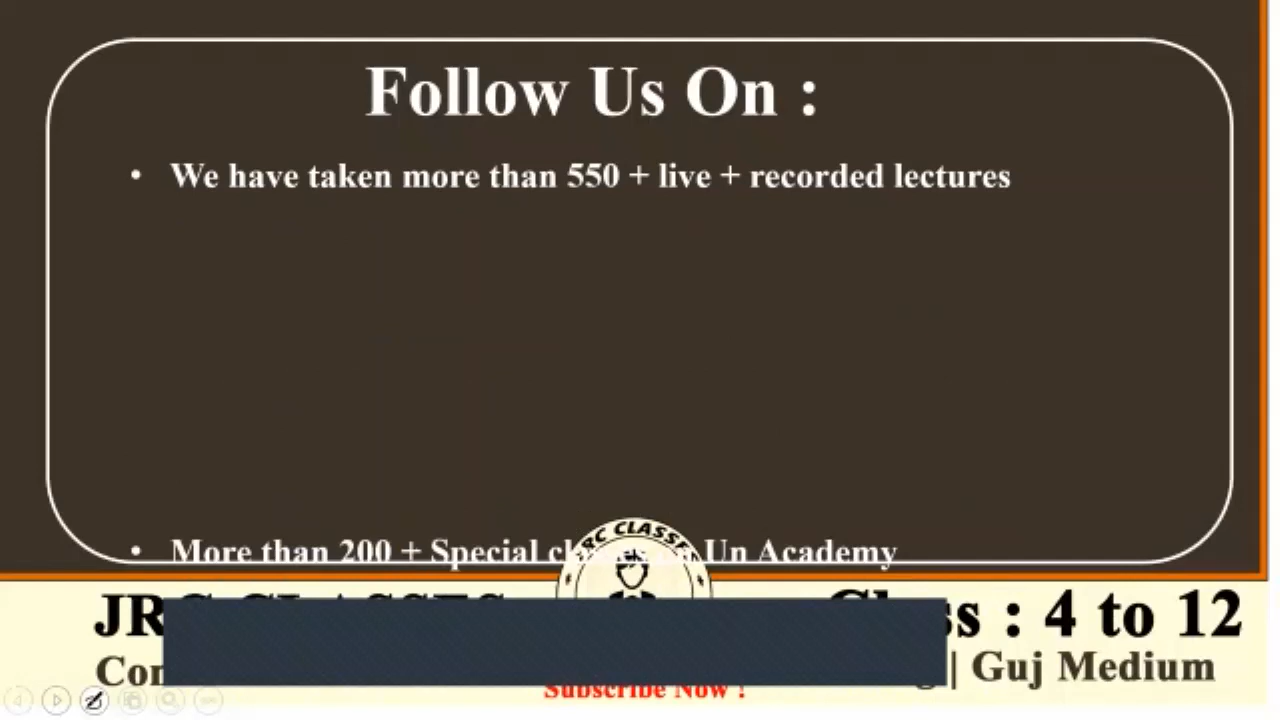 Follow Us On :
• We have taken more than 550 + live + recorded lectures
• More than 200 + Special Un Academy
JRC CLASSES
RC CLASSES
Class : 4 to 12
| Guj Medium
Subscribe Now !